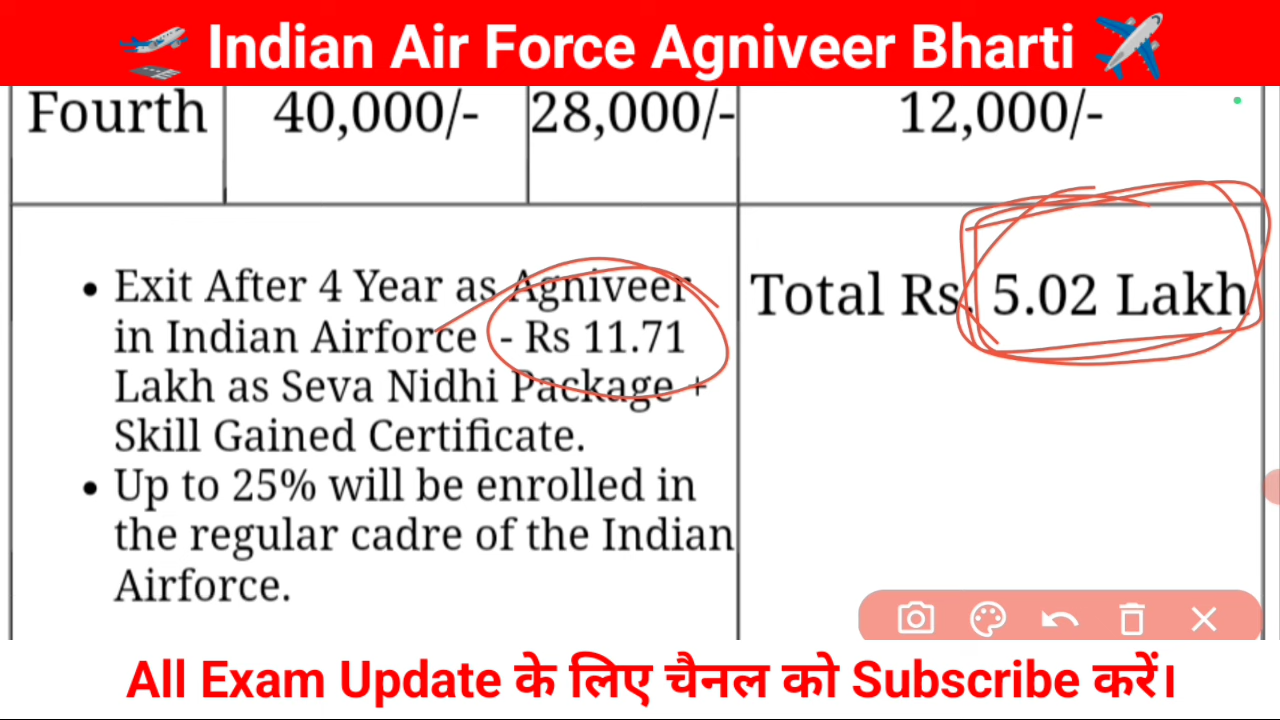 Indian Air Force Agniveer Bharti
Fourth 40,000/- 28,000/- 12,000/-
• Exit After 4 Year as Agniveer
in Indian Airforce - Rs 11.71
Lakh as Seva Nidhi Package +
Skill Gained Certificate.
• Up to 25% will be enrolled in
the regular cadre of the Indian
Airforce.
Total Rs. 5.02 Lakh
All Exam Update के लिए चैनल को Subscribe करें।